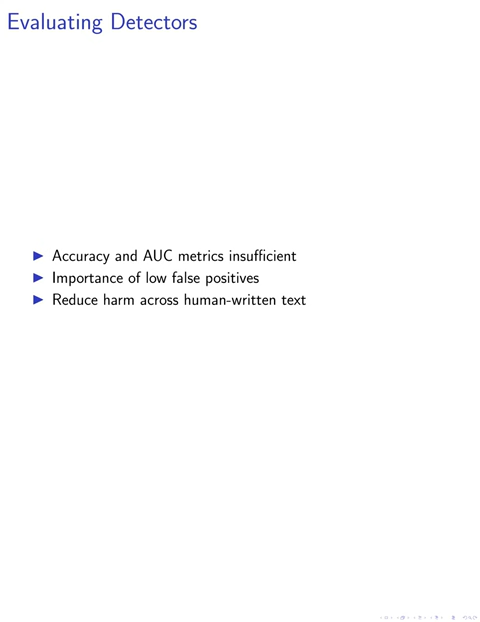 Evaluating Detectors
▶ Accuracy and AUC metrics insufficient
▶ Importance of low false positives
▶ Reduce harm across human-written text